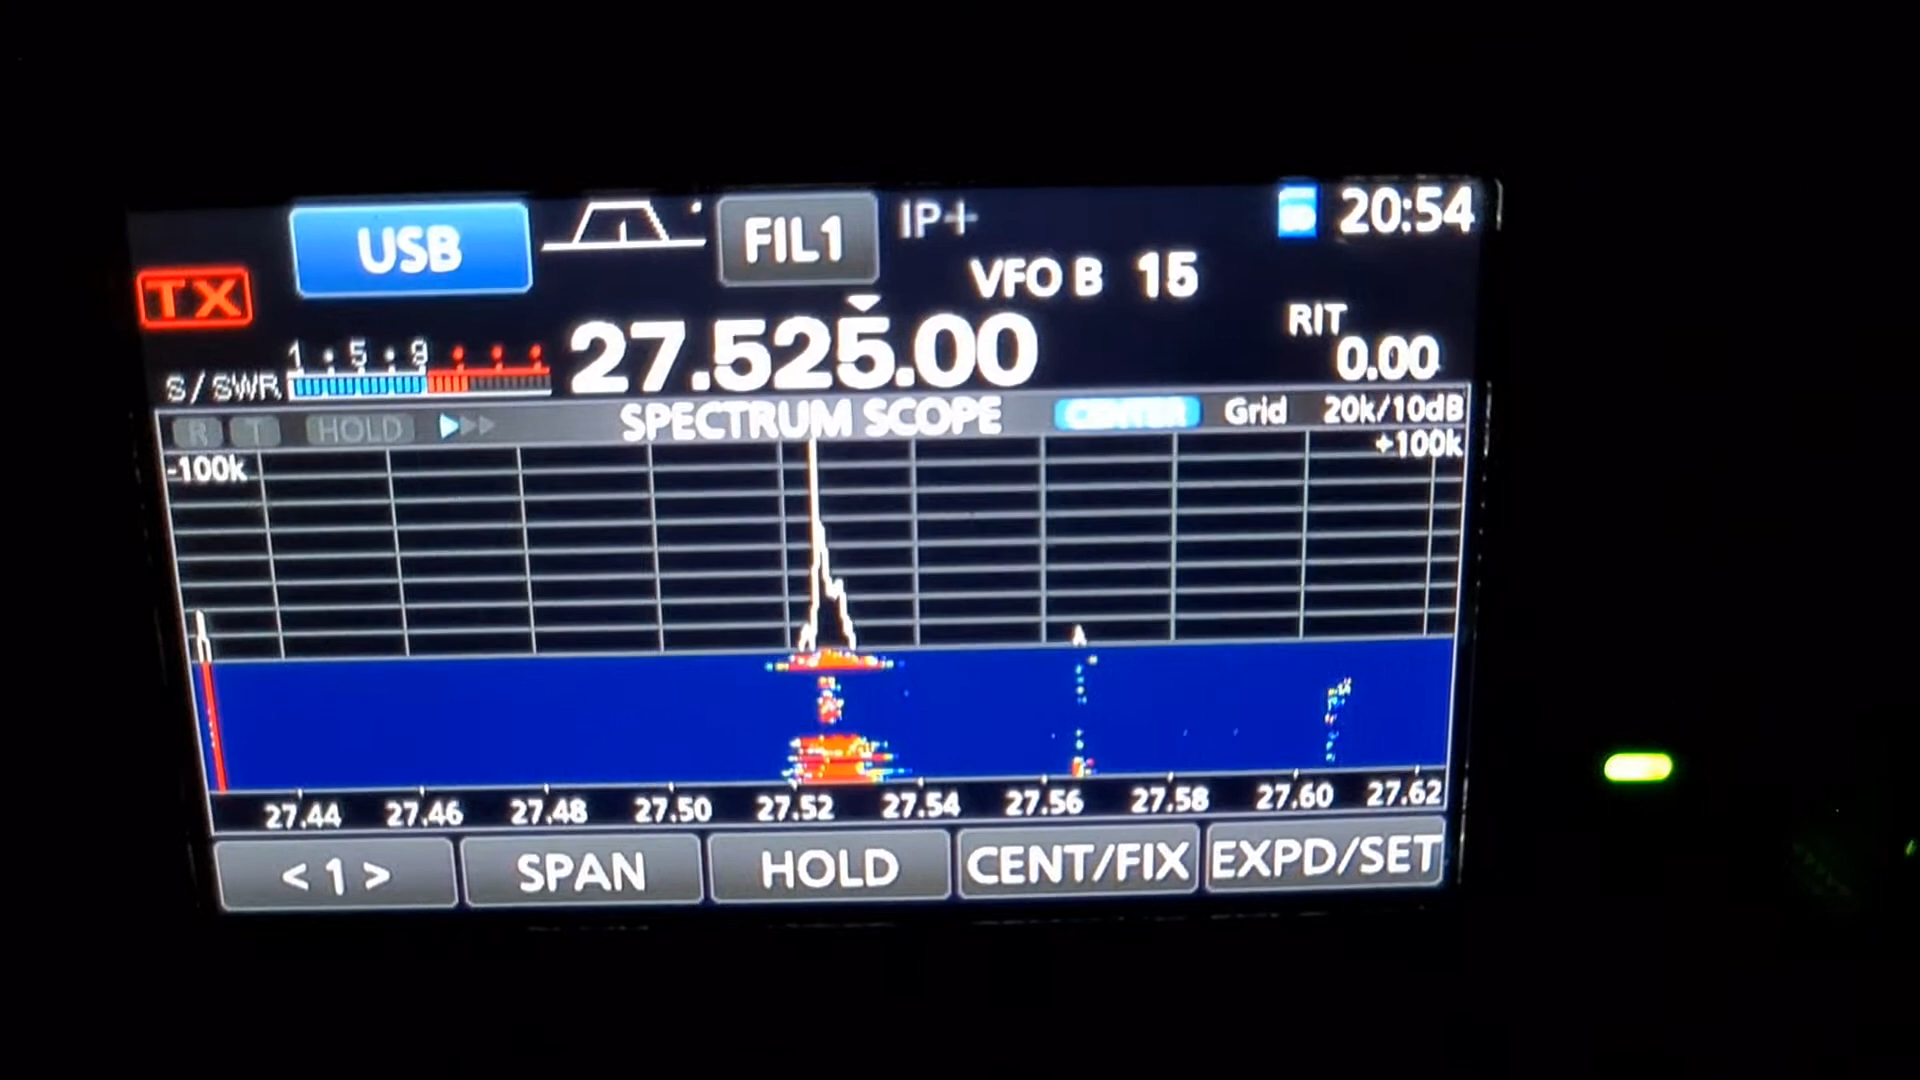 USB FIL1 IP+ 20:54
VFO B 15
TX
RIT
1 • 5 • 9
27.525.00 0.00
S/SWR
R T HOLD SPECTRUM SCOPE CENTER Grid 20k/10dB
-100k +100k
27.44 27.46 27.48 27.50 27.52 27.54 27.56 27.58 27.60 27.62
< 1 > SPAN HOLD CENT/FIX EXPD/SET